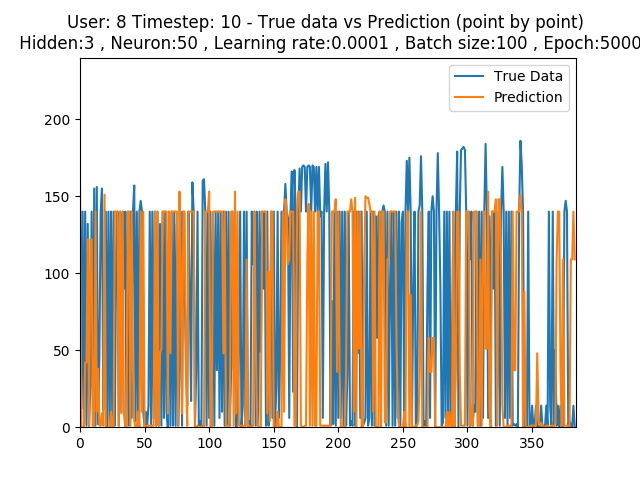 User: 8 Timestep: 10 - True data vs Prediction (point by point)
Hidden:3 , Neuron:50 , Learning rate:0.0001 , Batch size:100 , Epoch:5000
True Data
Prediction
200
150
100
50
0
0 50 100 150 200 250 300 350